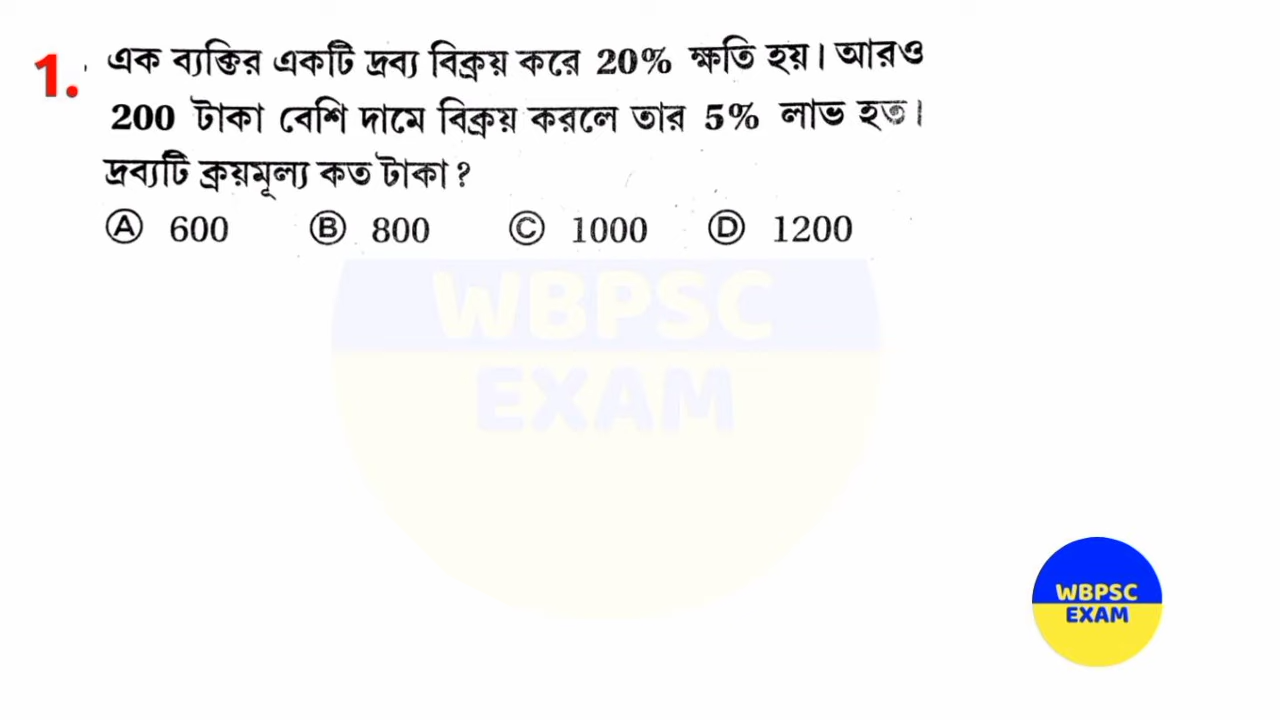 1. এক ব্যক্তির একটি দ্রব্য বিক্রয় করে 20% ক্ষতি হয়। আরও
200 টাকা বেশি দামে বিক্রয় করলে তার 5% লাভ হত।
দ্রব্যটি ক্রয়মূল্য কত টাকা?
Ⓐ 600 Ⓑ 800 Ⓒ 1000 Ⓓ 1200
WBPSC
EXAM
WBPSC
EXAM